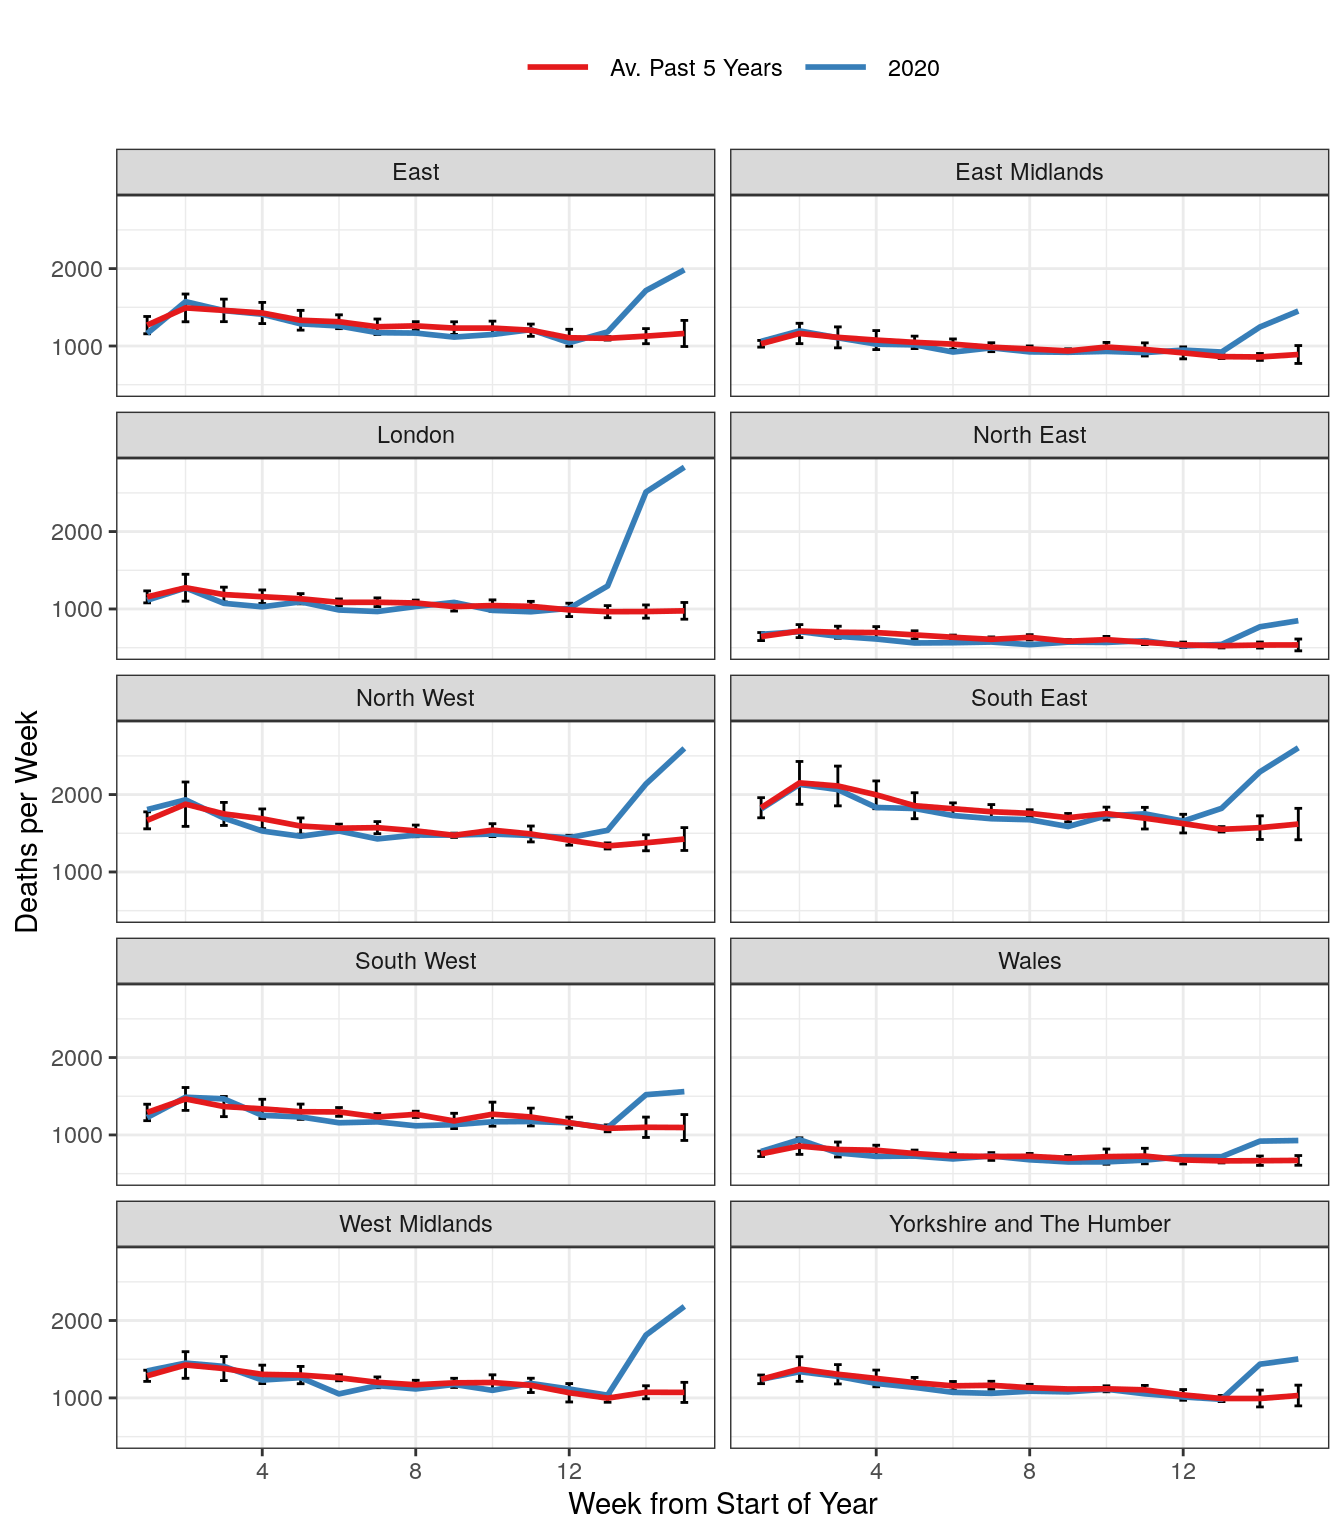 Av. Past 5 Years 2020
East East Midlands
2000
1000
London North East
2000
1000
North West South East
2000
1000
South West Wales
2000
1000
West Midlands Yorkshire and The Humber
2000
1000
4 8 12 4 8 12
Week from Start of Year
Deaths per Week